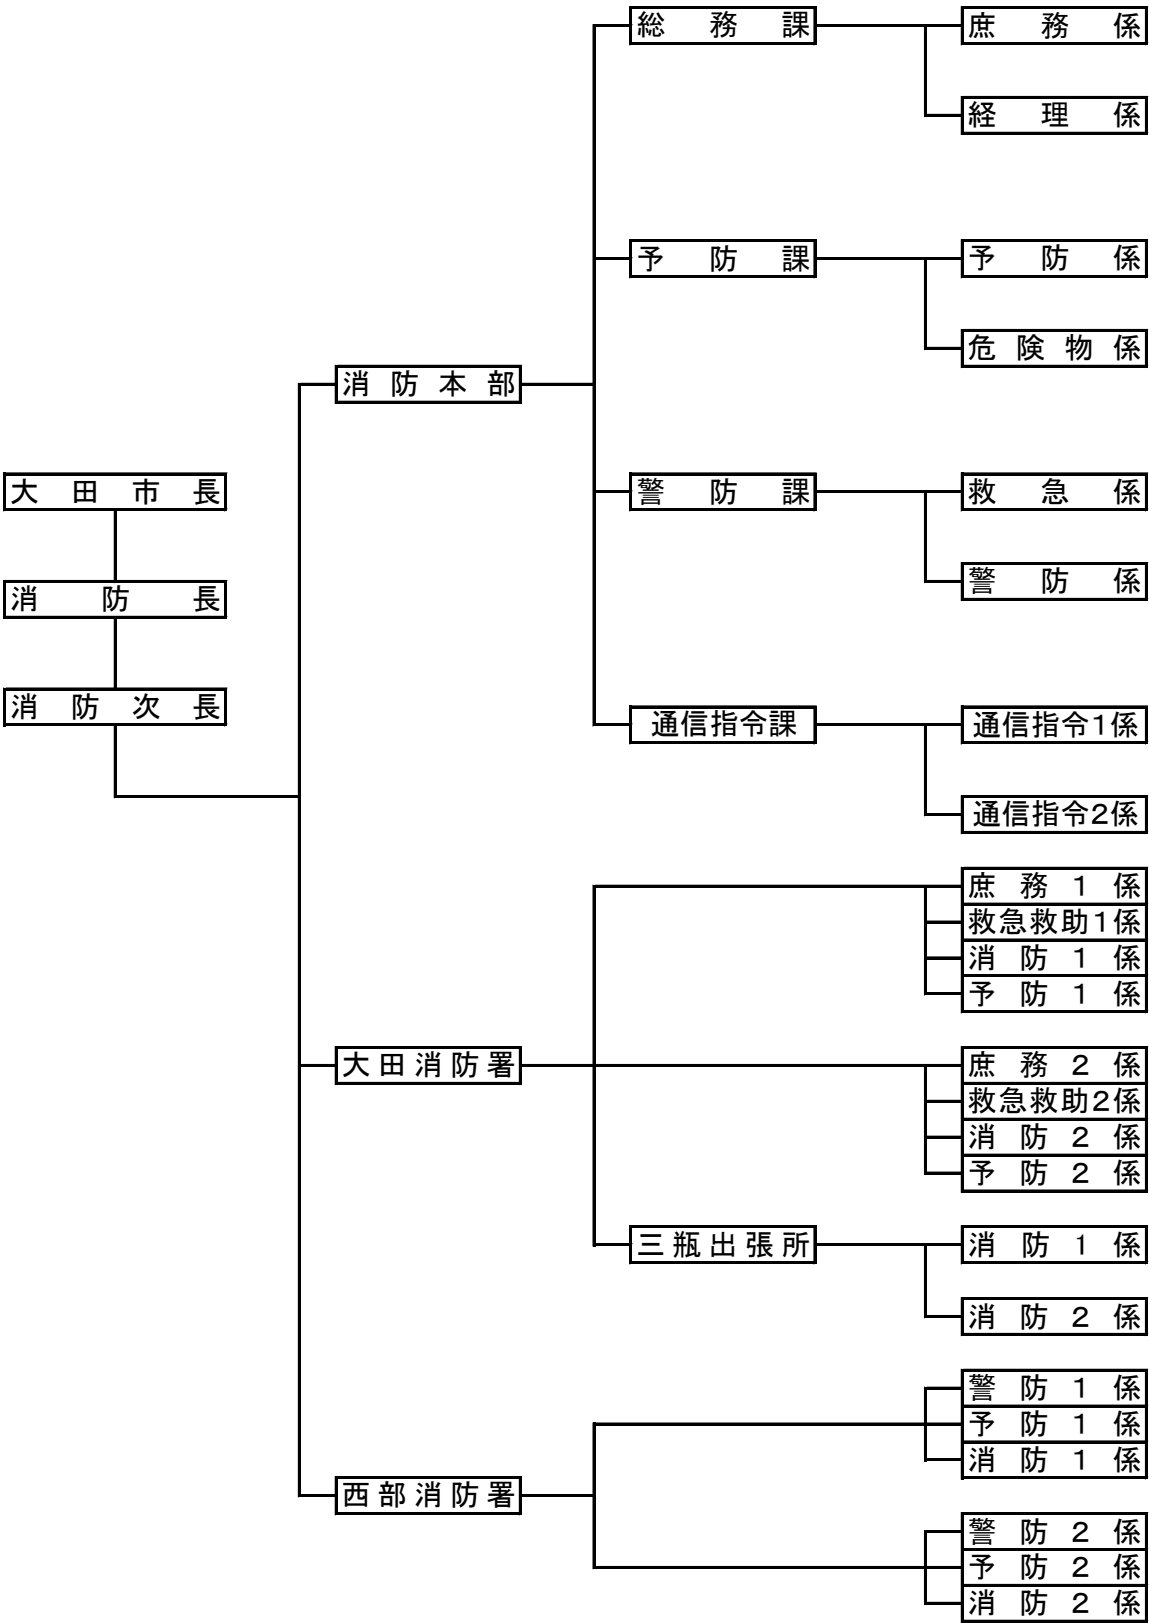 大田市長
消防長
消防次長
消防本部
総務課
庶務係
経理係
予防課
予防係
危険物係
警防課
救急係
警防係
通信指令課
通信指令1係
通信指令2係
大田消防署
庶務1係
救急救助1係
消防1係
予防1係
庶務2係
救急救助2係
消防2係
予防2係
三瓶出張所
消防1係
消防2係
西部消防署
警防1係
予防1係
消防1係
警防2係
予防2係
消防2係